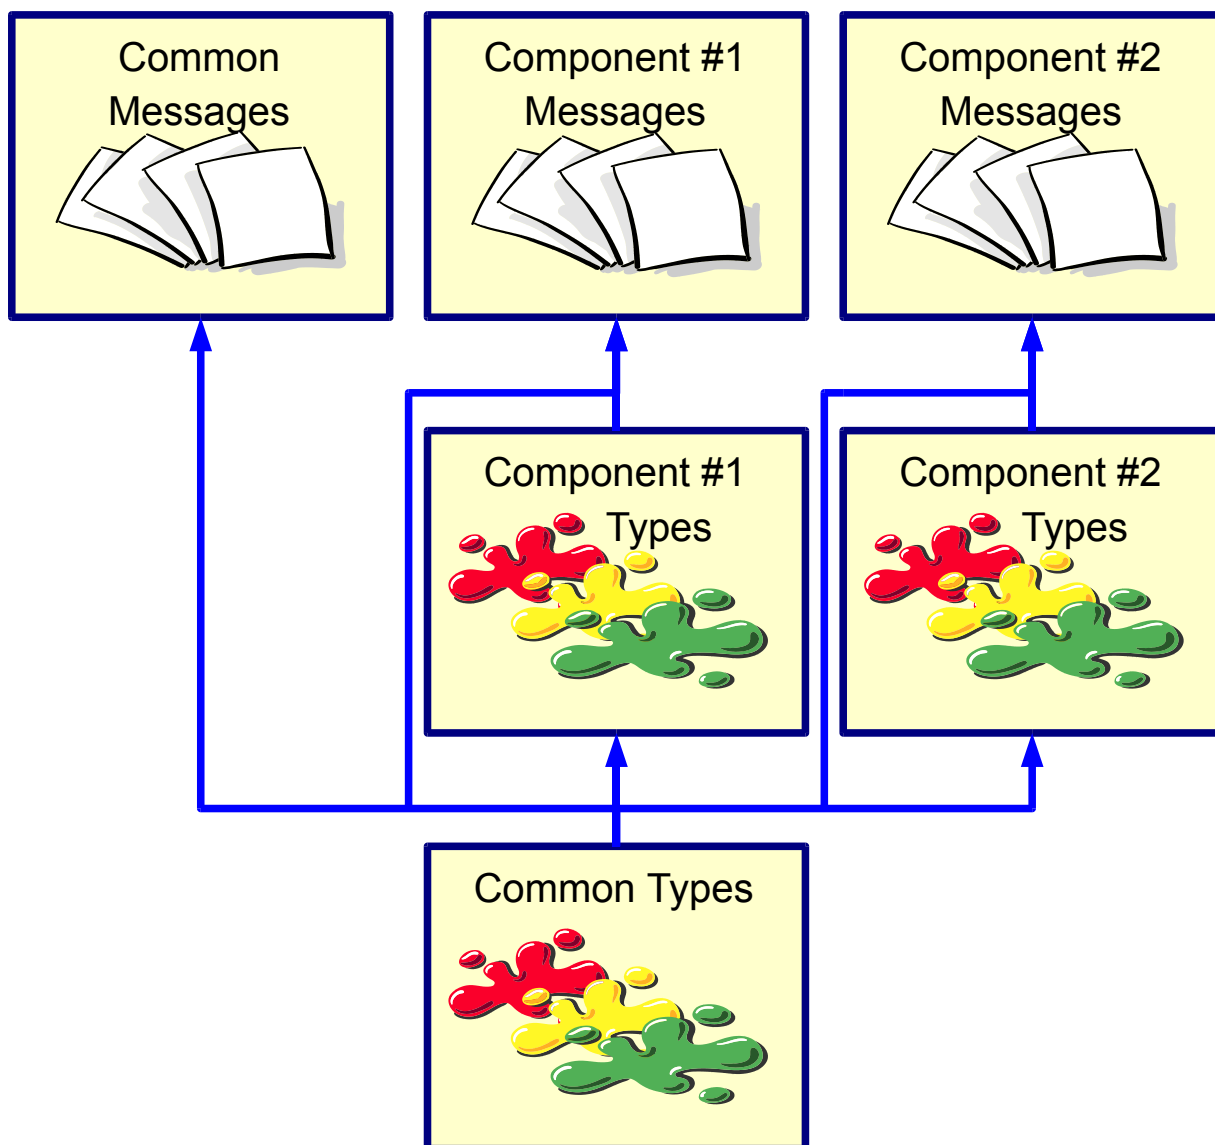 Common
Messages
Component #1
Messages
Component #2
Messages
Component #1
Types
Component #2
Types
Common Types